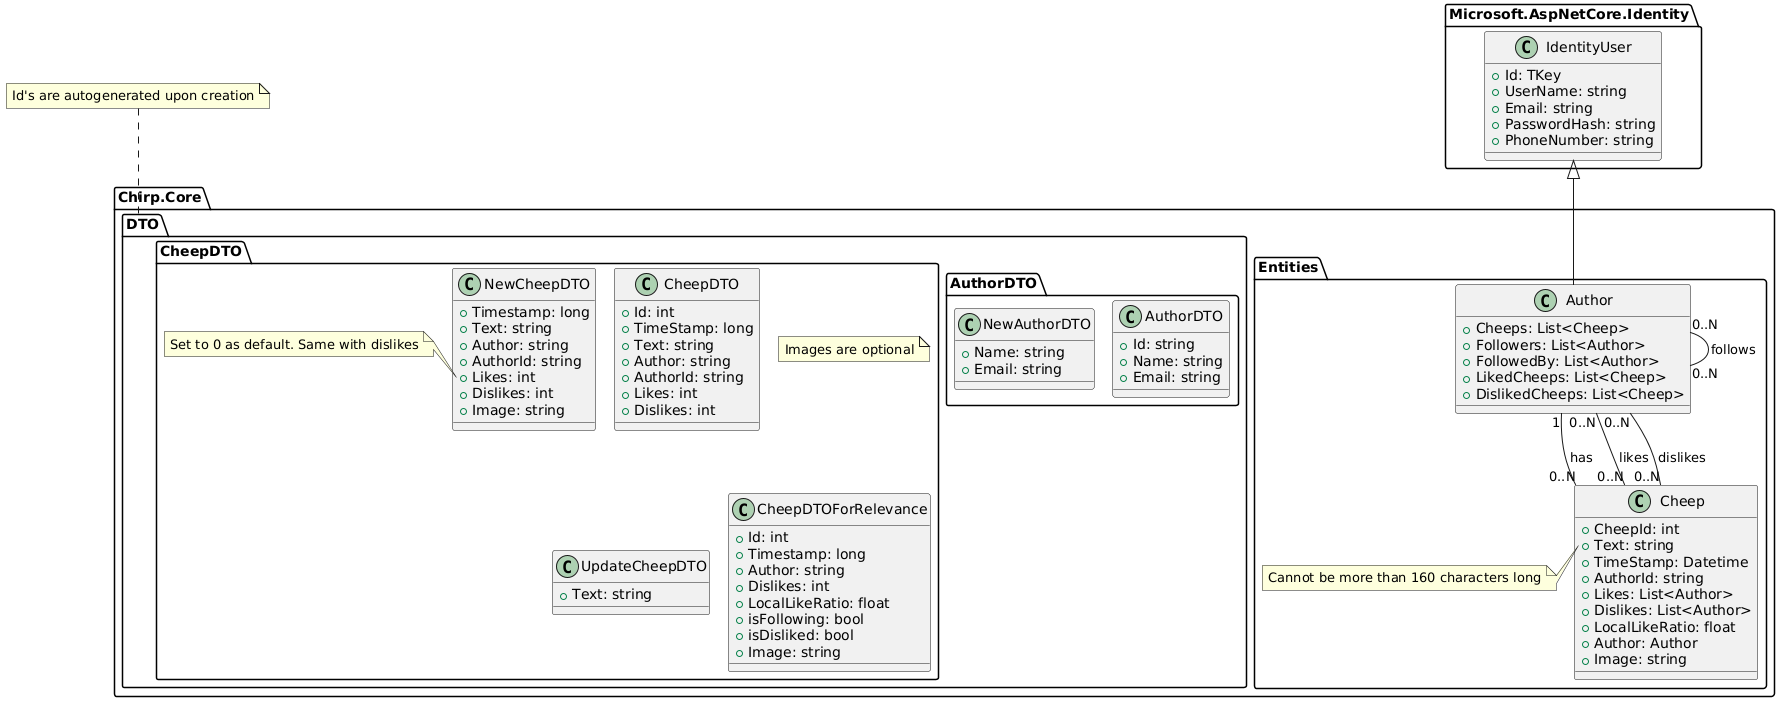 Microsoft.AspNetCore.Identity
C IdentityUser
Id: TKey
UserName: string
Email: string
PasswordHash: string
PhoneNumber: string
Id's are autogenerated upon creation
Chirp.Core
DTO
CheepDTO
C NewCheepDTO
Timestamp: long
Text: string
Author: string
AuthorId: string
Likes: int
Dislikes: int
Image: string
Set to 0 as default. Same with dislikes
C CheepDTO
Id: int
TimeStamp: long
Text: string
Author: string
AuthorId: string
Likes: int
Dislikes: int
Images are optional
C UpdateCheepDTO
Text: string
C CheepDTOForRelevance
Id: int
Timestamp: long
Author: string
Dislikes: int
LocalLikeRatio: float
isFollowing: bool
isDisliked: bool
Image: string
AuthorDTO
C NewAuthorDTO
Name: string
Email: string
C AuthorDTO
Id: string
Name: string
Email: string
Entities
C Author
Cheeps: List<Cheep>
Followers: List<Author>
FollowedBy: List<Author>
LikedCheeps: List<Cheep>
DislikedCheeps: List<Cheep>
0..N
follows
0..N
1 0..N 0..N
has likes dislikes
0..N 0..N 0..N
C Cheep
CheepId: int
Text: string
TimeStamp: Datetime
AuthorId: string
Likes: List<Author>
Dislikes: List<Author>
LocalLikeRatio: float
Author: Author
Image: string
Cannot be more than 160 characters long